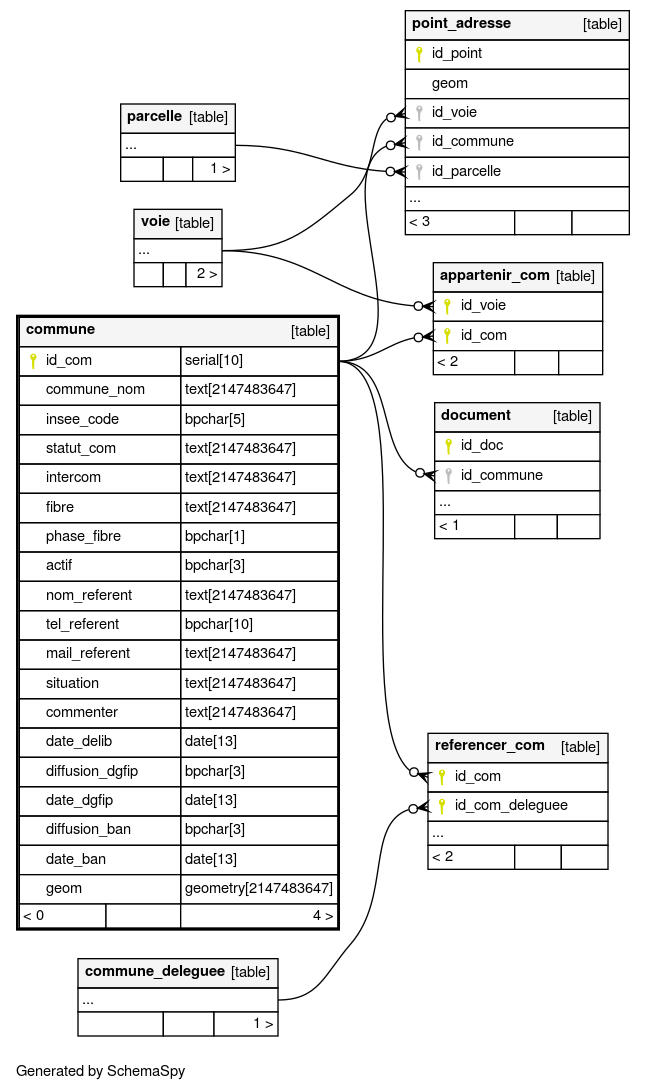 point_adresse [table]
id_point
geom
id_voie
id_commune
id_parcelle
...
< 3
parcelle [table]
...
1 >
voie [table]
...
2 >
appartenir_com [table]
id_voie
id_com
< 2
commune [table]
id_com serial[10]
commune_nom text[2147483647]
insee_code bpchar[5]
statut_com text[2147483647]
intercom text[2147483647]
fibre text[2147483647]
phase_fibre bpchar[1]
actif bpchar[3]
nom_referent text[2147483647]
tel_referent bpchar[10]
mail_referent text[2147483647]
situation text[2147483647]
commenter text[2147483647]
date_delib date[13]
diffusion_dgfip bpchar[3]
date_dgfip date[13]
diffusion_ban bpchar[3]
date_ban date[13]
geom geometry[2147483647]
< 0 4 >
document [table]
id_doc
id_commune
...
< 1
referencer_com [table]
id_com
id_com_deleguee
...
< 2
commune_deleguee [table]
...
1 >
Generated by SchemaSpy